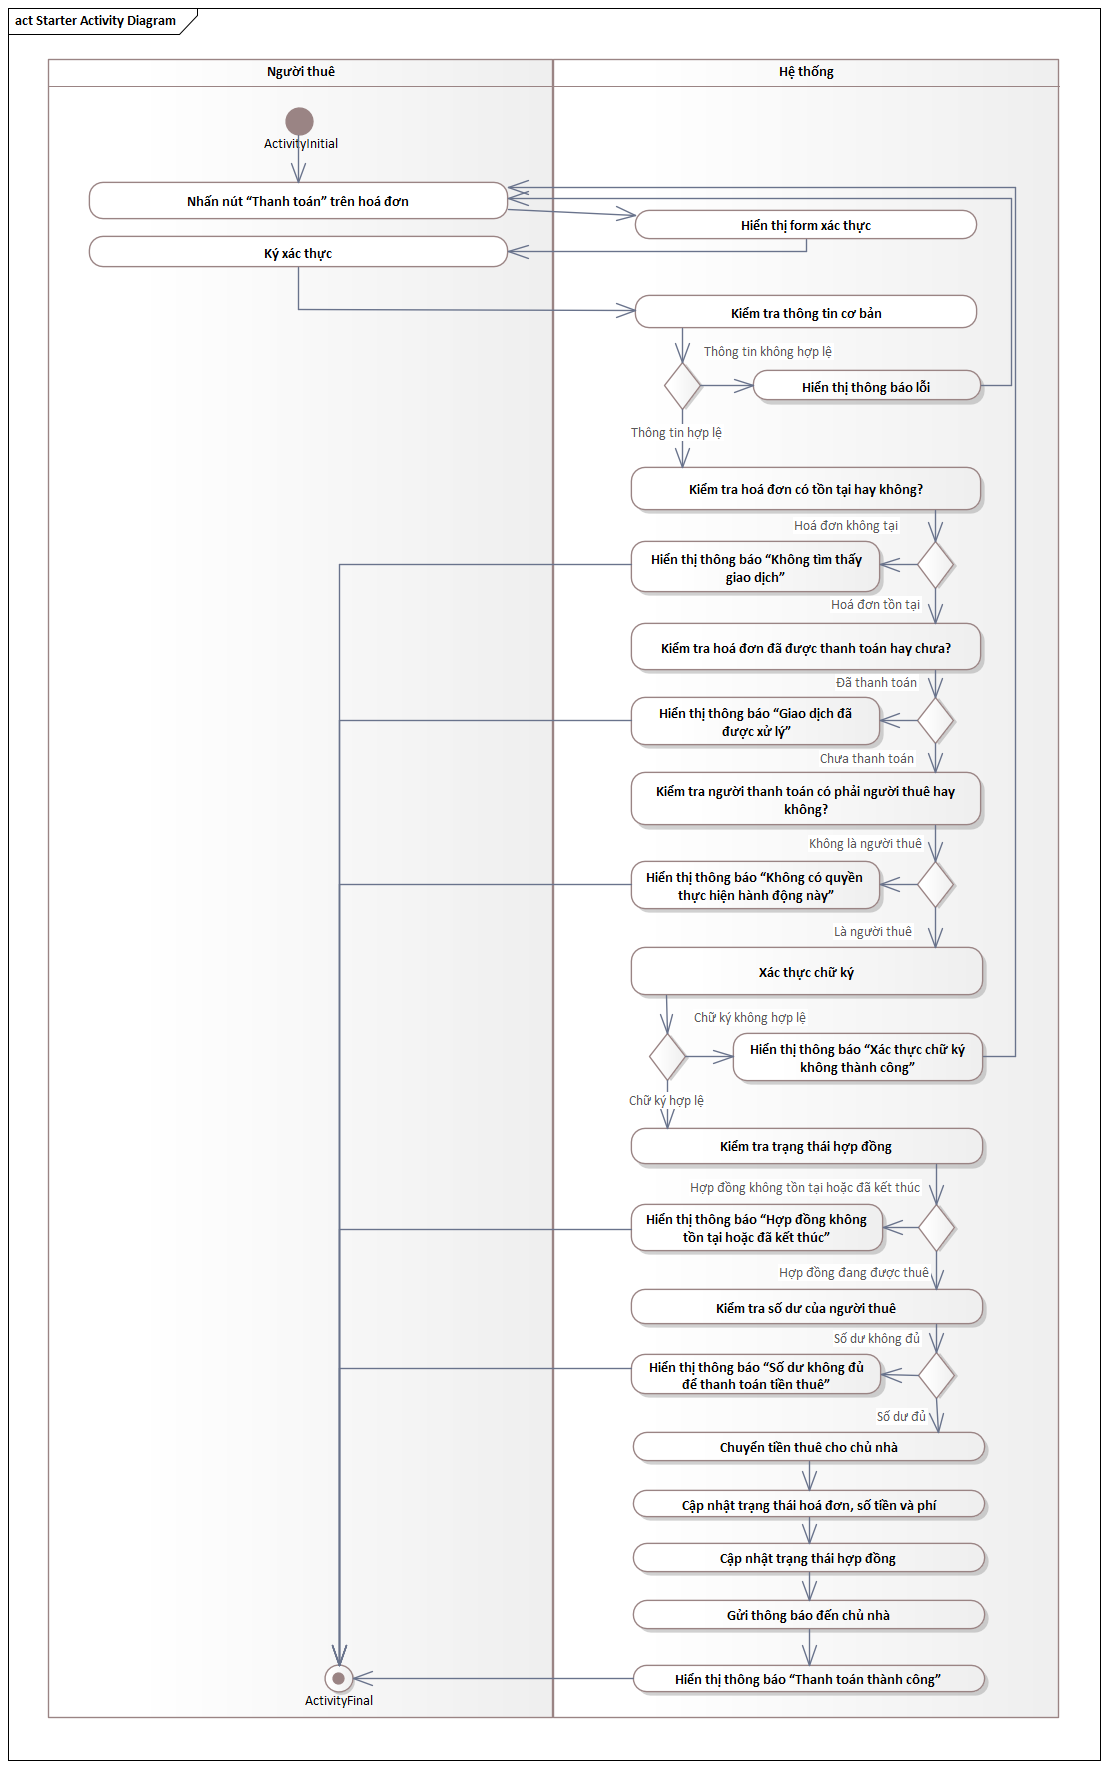 act Starter Activity Diagram
Người thuê
Hệ thống
ActivityInitial
Nhấn nút “Thanh toán” trên hoá đơn
Hiển thị form xác thực
Ký xác thực
Kiểm tra thông tin cơ bản
Thông tin không hợp lệ
Hiển thị thông báo lỗi
Thông tin hợp lệ
Kiểm tra hoá đơn có tồn tại hay không?
Hoá đơn không tại
Hiển thị thông báo “Không tìm thấy
giao dịch”
Hoá đơn tồn tại
Kiểm tra hoá đơn đã được thanh toán hay chưa?
Đã thanh toán
Hiển thị thông báo “Giao dịch đã
được xử lý”
Chưa thanh toán
Kiểm tra người thanh toán có phải người thuê hay
không?
Không là người thuê
Hiển thị thông báo “Không có quyền
thực hiện hành động này”
Là người thuê
Xác thực chữ ký
Chữ ký không hợp lệ
Hiển thị thông báo “Xác thực chữ ký
không thành công”
Chữ ký hợp lệ
Kiểm tra trạng thái hợp đồng
Hợp đồng không tồn tại hoặc đã kết thúc
Hiển thị thông báo “Hợp đồng không
tồn tại hoặc đã kết thúc”
Hợp đồng đang được thuê
Kiểm tra số dư của người thuê
Số dư không đủ
Hiển thị thông báo “Số dư không đủ
để thanh toán tiền thuê”
Số dư đủ
Chuyển tiền thuê cho chủ nhà
Cập nhật trạng thái hoá đơn, số tiền và phí
Cập nhật trạng thái hợp đồng
Gửi thông báo đến chủ nhà
Hiển thị thông báo “Thanh toán thành công”
ActivityFinal